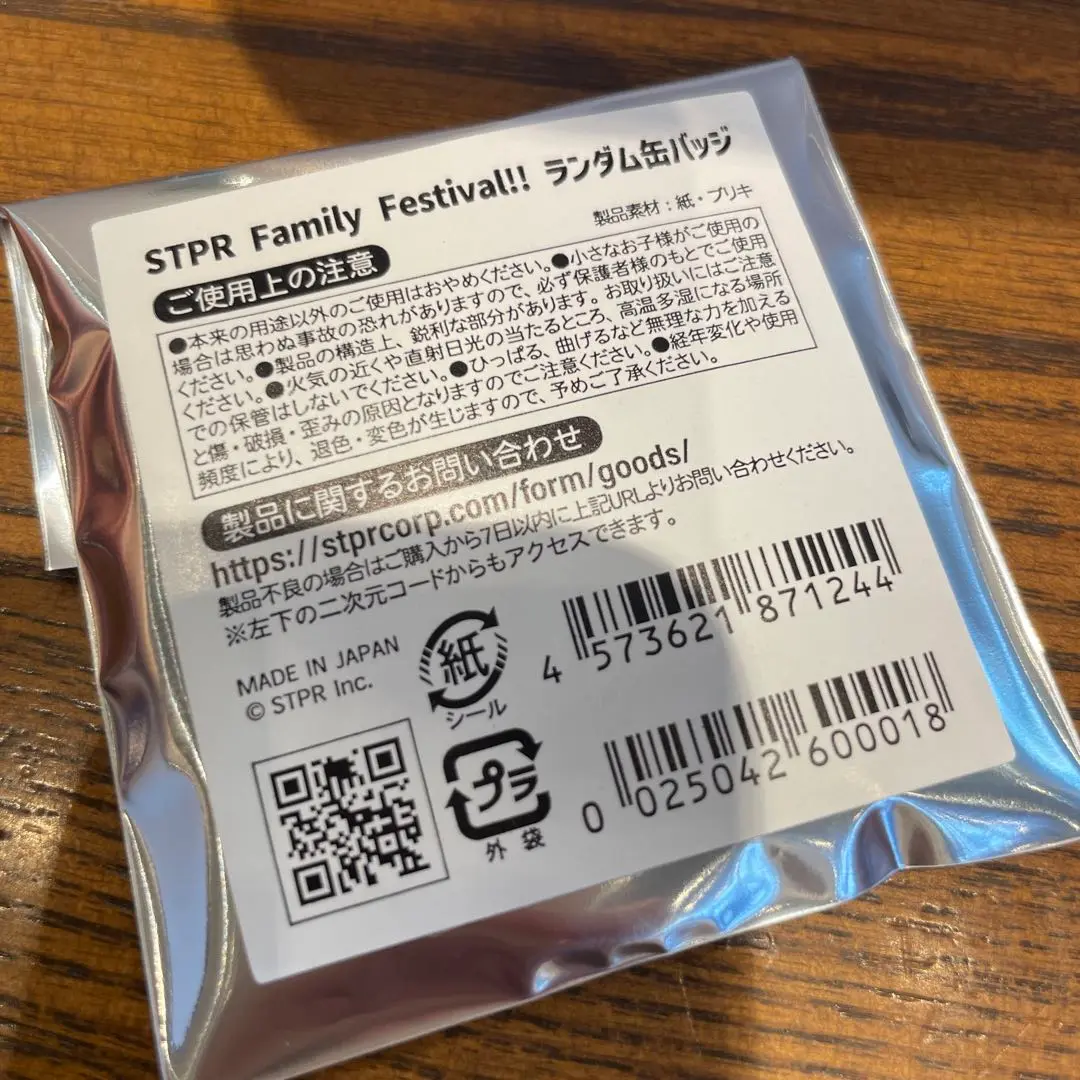 STPR Family Festival!! ランダム缶バッジ
製品素材：紙・ブリキ
ご使用上の注意
●本来の用途以外のご使用はおやめください。●小さなお子様がご使用の
場合は思わぬ事故の恐れがありますので、必ず保護者様のもとでご使用
ください。●製品の構造上、鋭利な部分があります。お取り扱いにはご注意
ください。●火気の近くや直射日光の当たるところ、高温多湿になる場所
での保管はしないでください。●ひっぱる、曲げるなど無理な力を加える
と傷・破損・歪みの原因となりますのでご注意ください。●経年変化や使用
頻度により、退色・変色が生じますので、予めご了承ください。
製品に関するお問い合わせ
https://stprcorp.com/form/goods/
製品不良の場合はご購入から7日以内に上記URLよりお問い合わせください。
※左下の二次元コードからもアクセスできます。
MADE IN JAPAN
© STPR Inc.
紙
シール
プラ
外 袋
4 573621 871244
0 025042 600018